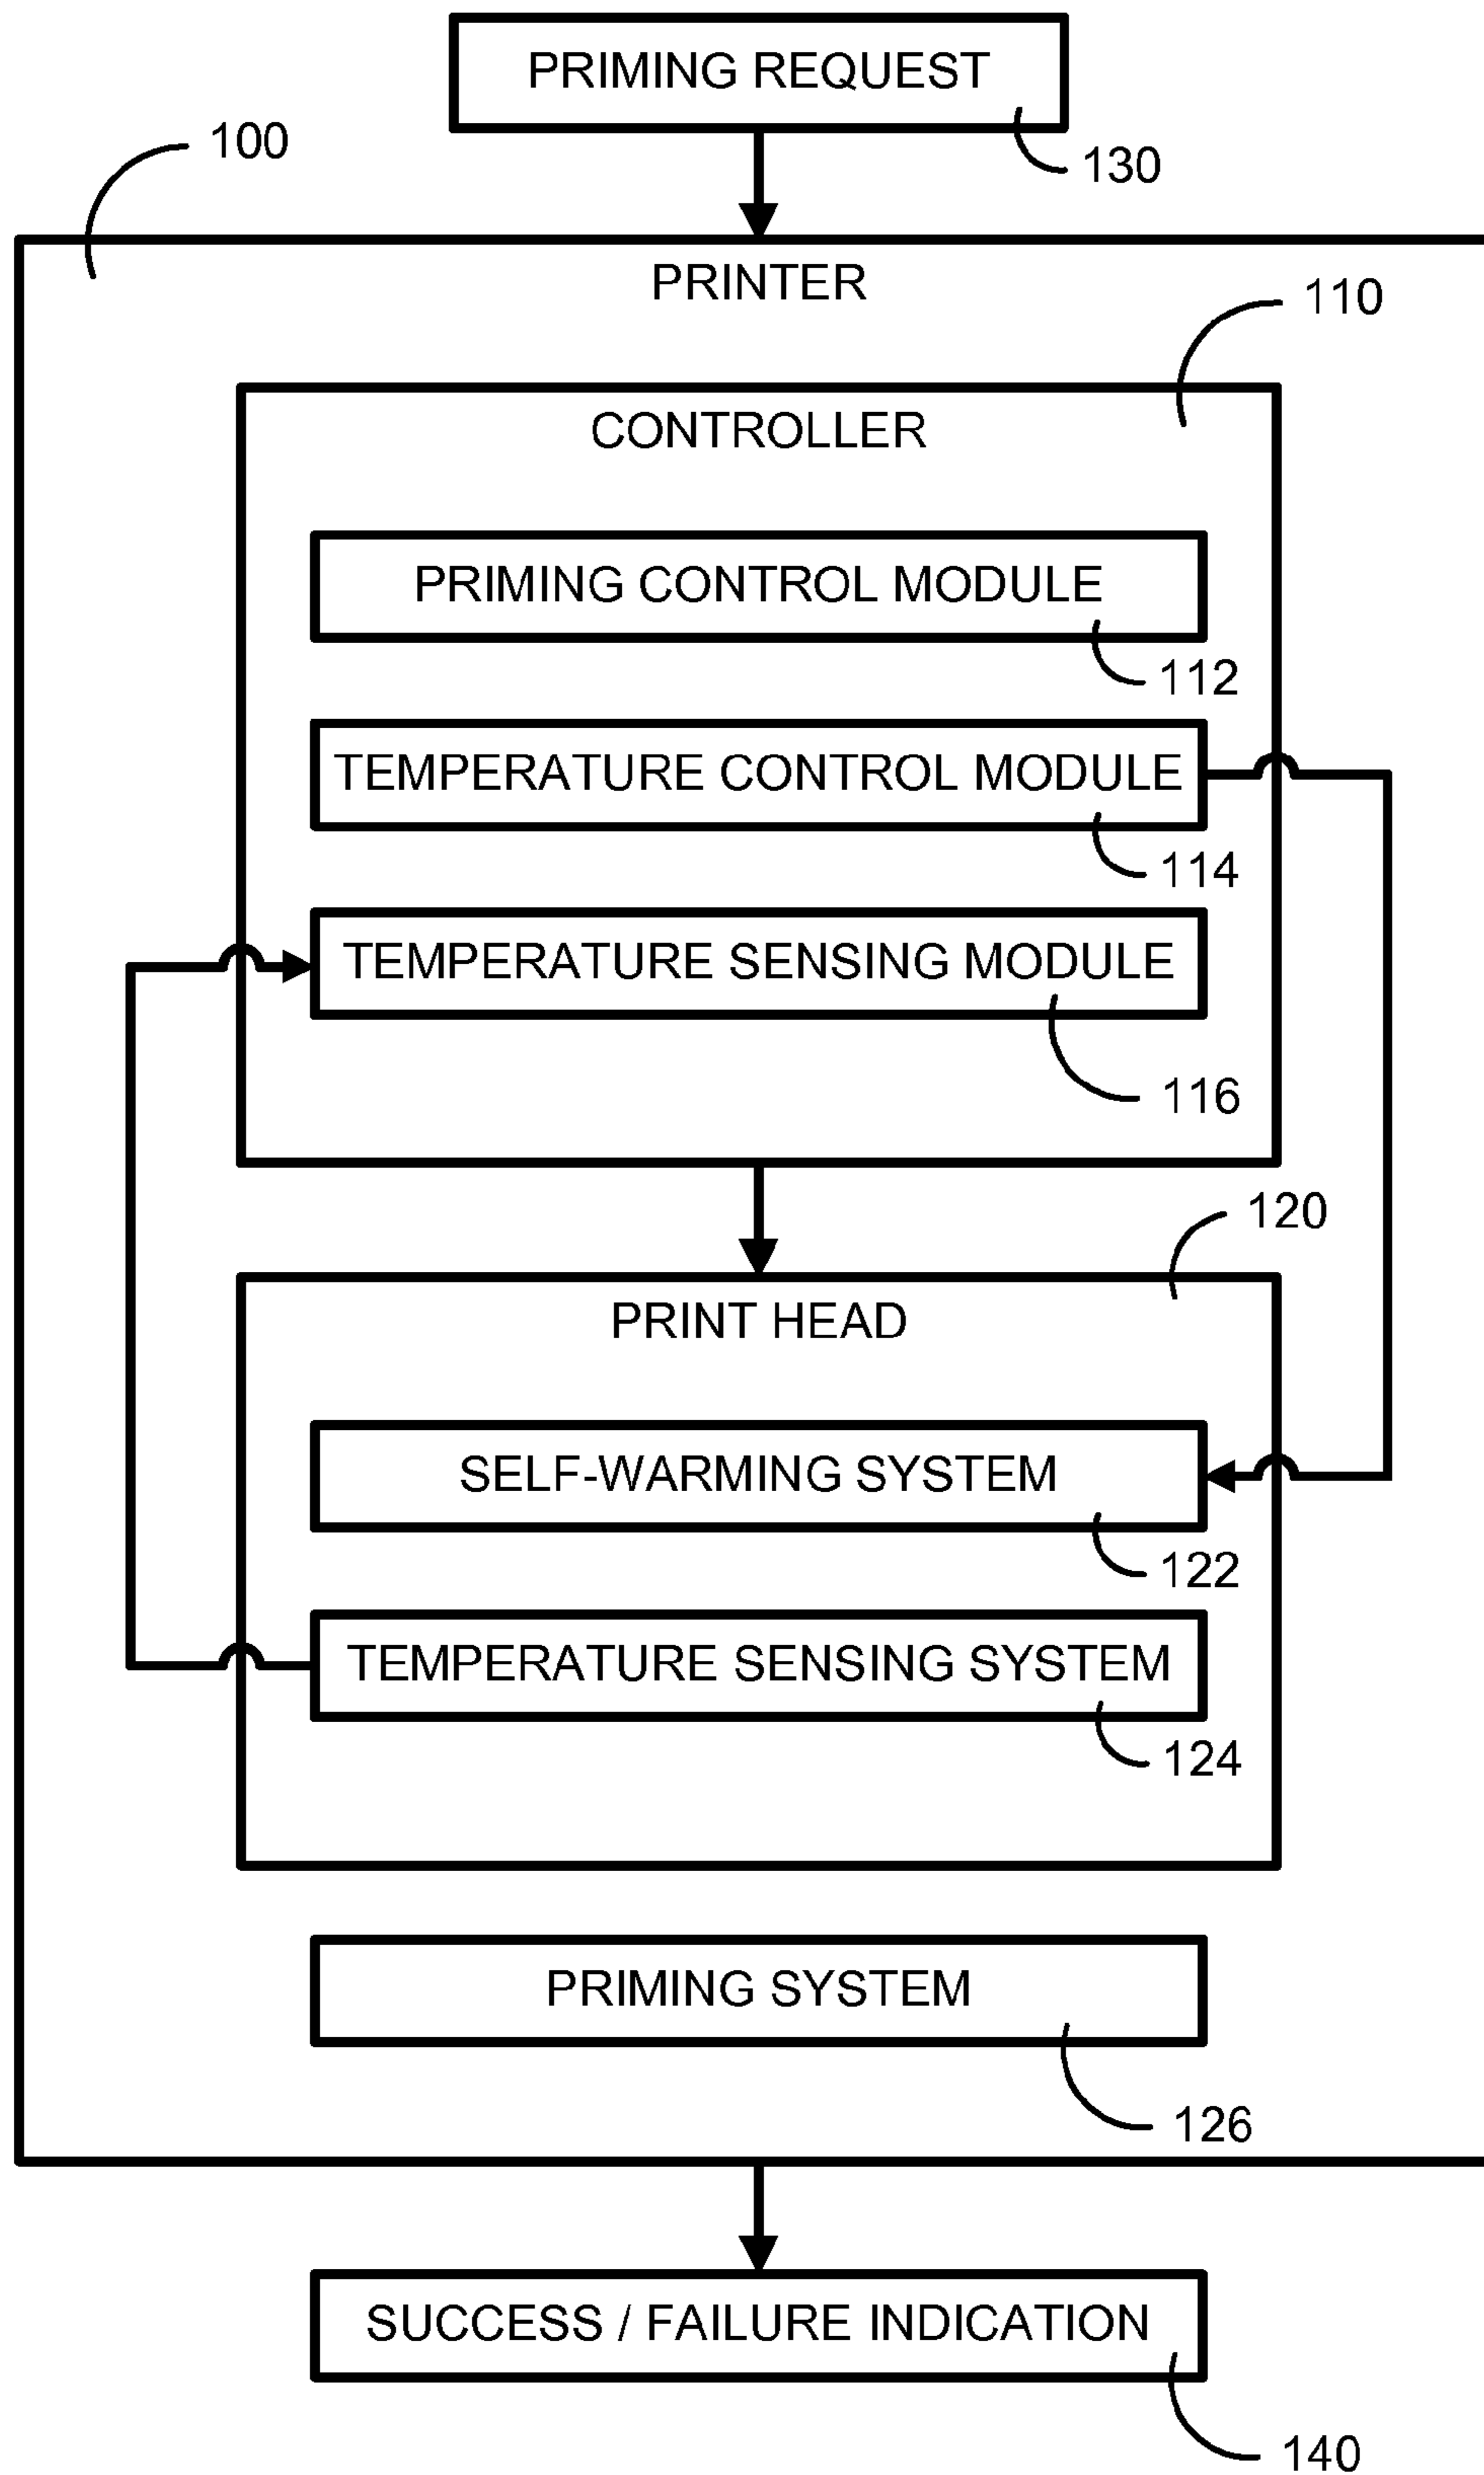 PRIMING REQUEST
130
100
PRINTER
110
CONTROLLER
PRIMING CONTROL MODULE
112
TEMPERATURE CONTROL MODULE
114
TEMPERATURE SENSING MODULE
116
120
PRINT HEAD
SELF-WARMING SYSTEM
122
TEMPERATURE SENSING SYSTEM
124
PRIMING SYSTEM
126
SUCCESS / FAILURE INDICATION
140